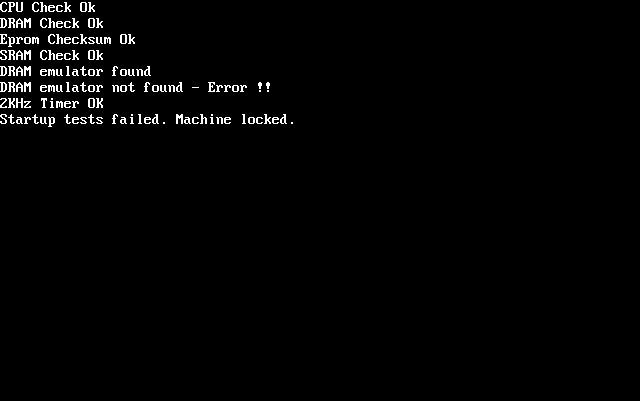 CPU Check Ok
DRAM Check Ok
Eprom Checksum Ok
SRAM Check Ok
DRAM emulator found
DRAM emulator not found - Error !!
2KHz Timer OK
Startup tests failed. Machine locked.